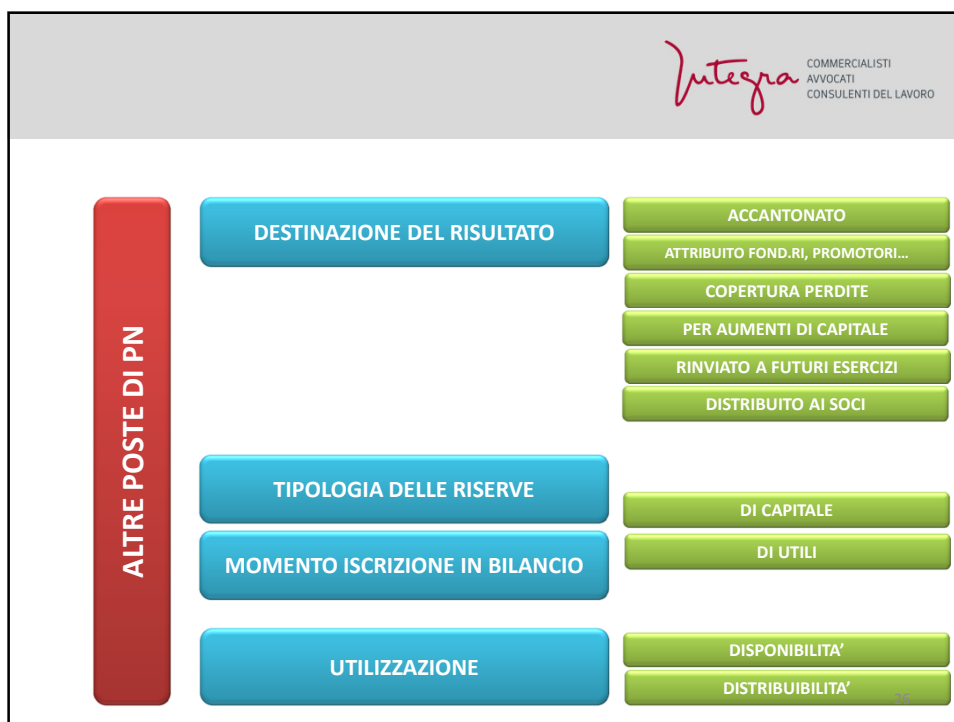 Integra
COMMERCIALISTI
AVVOCATI
CONSULENTI DEL LAVORO
ALTRE POSTE DI PN
DESTINAZIONE DEL RISULTATO
ACCANTONATO
ATTRIBUITO FOND.RI, PROMOTORI...
COPERTURA PERDITE
PER AUMENTI DI CAPITALE
RINVIATO A FUTURI ESERCIZI
DISTRIBUITO AI SOCI
TIPOLOGIA DELLE RISERVE
MOMENTO ISCRIZIONE IN BILANCIO
DI CAPITALE
DI UTILI
UTILIZZAZIONE
DISPONIBILITA’
DISTRIBUIBILITA’